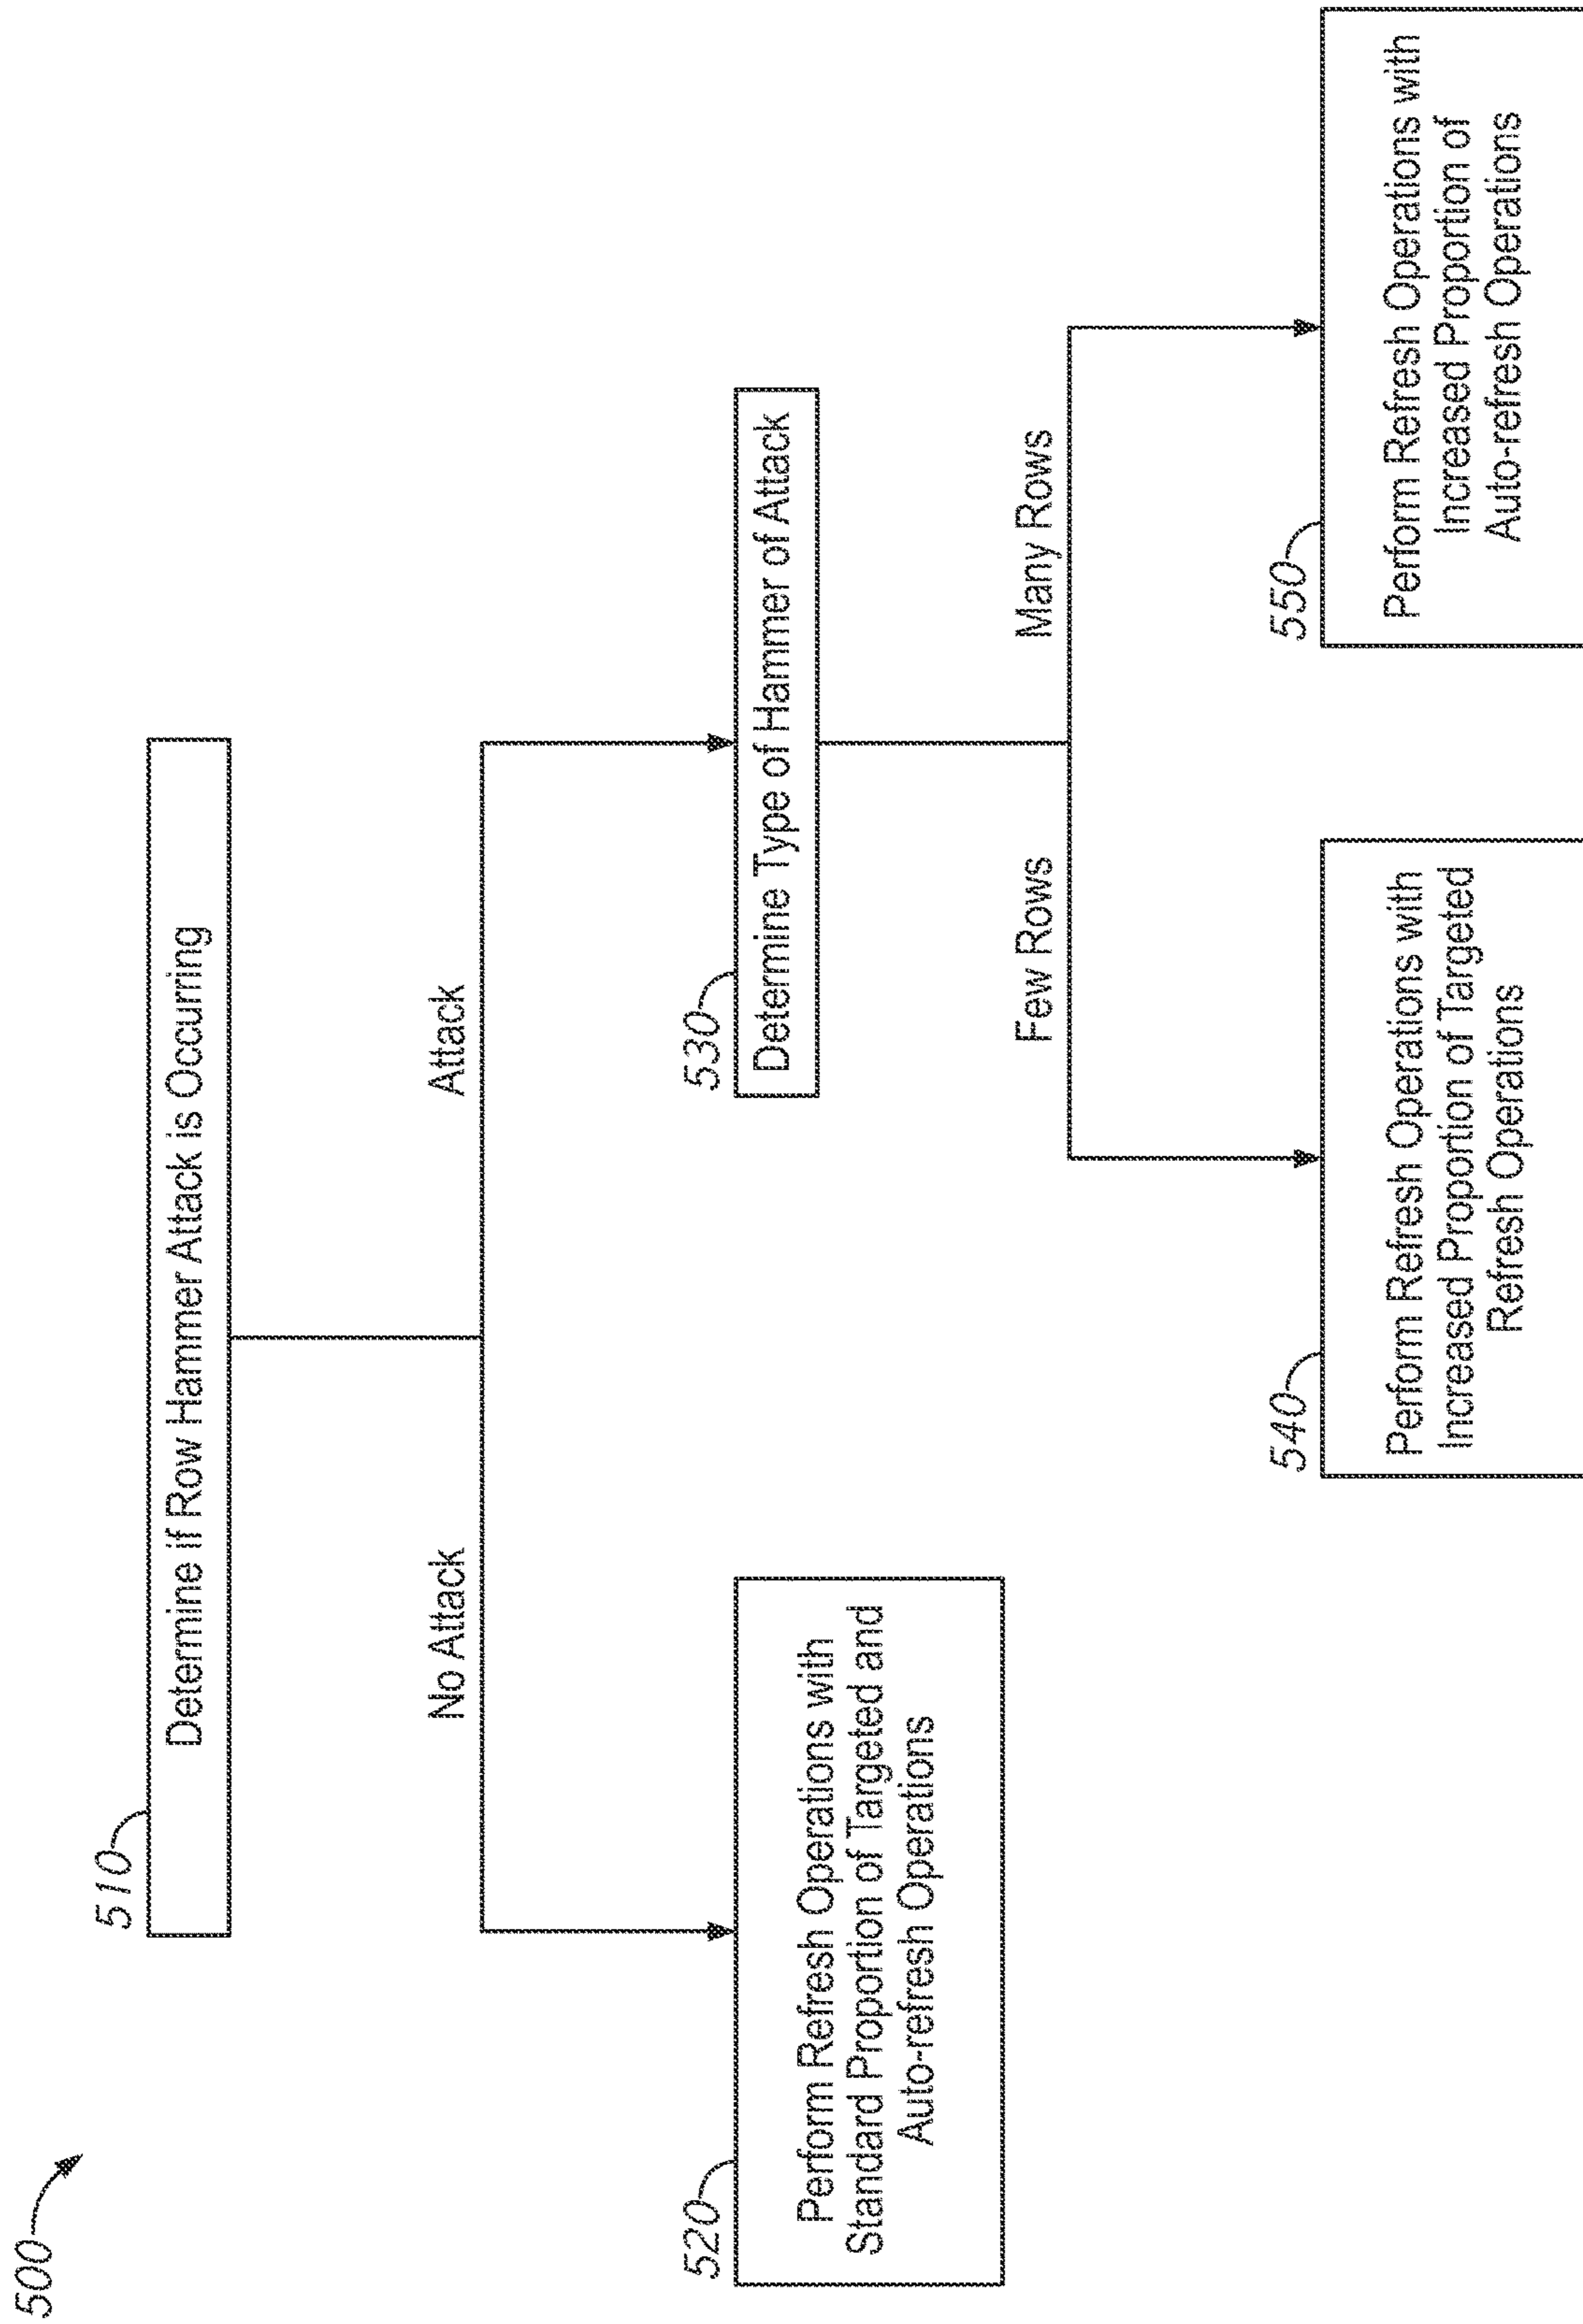 500
510
Determine if Row Hammer Attack is Occurring
No Attack
Attack
520
Perform Refresh Operations with
Standard Proportion of Targeted and
Auto-refresh Operations
530
Determine Type of Hammer of Attack
Few Rows
Many Rows
540
Perform Refresh Operations with
Increased Proportion of Targeted
Refresh Operations
550
Perform Refresh Operations with
Increased Proportion of
Auto-refresh Operations